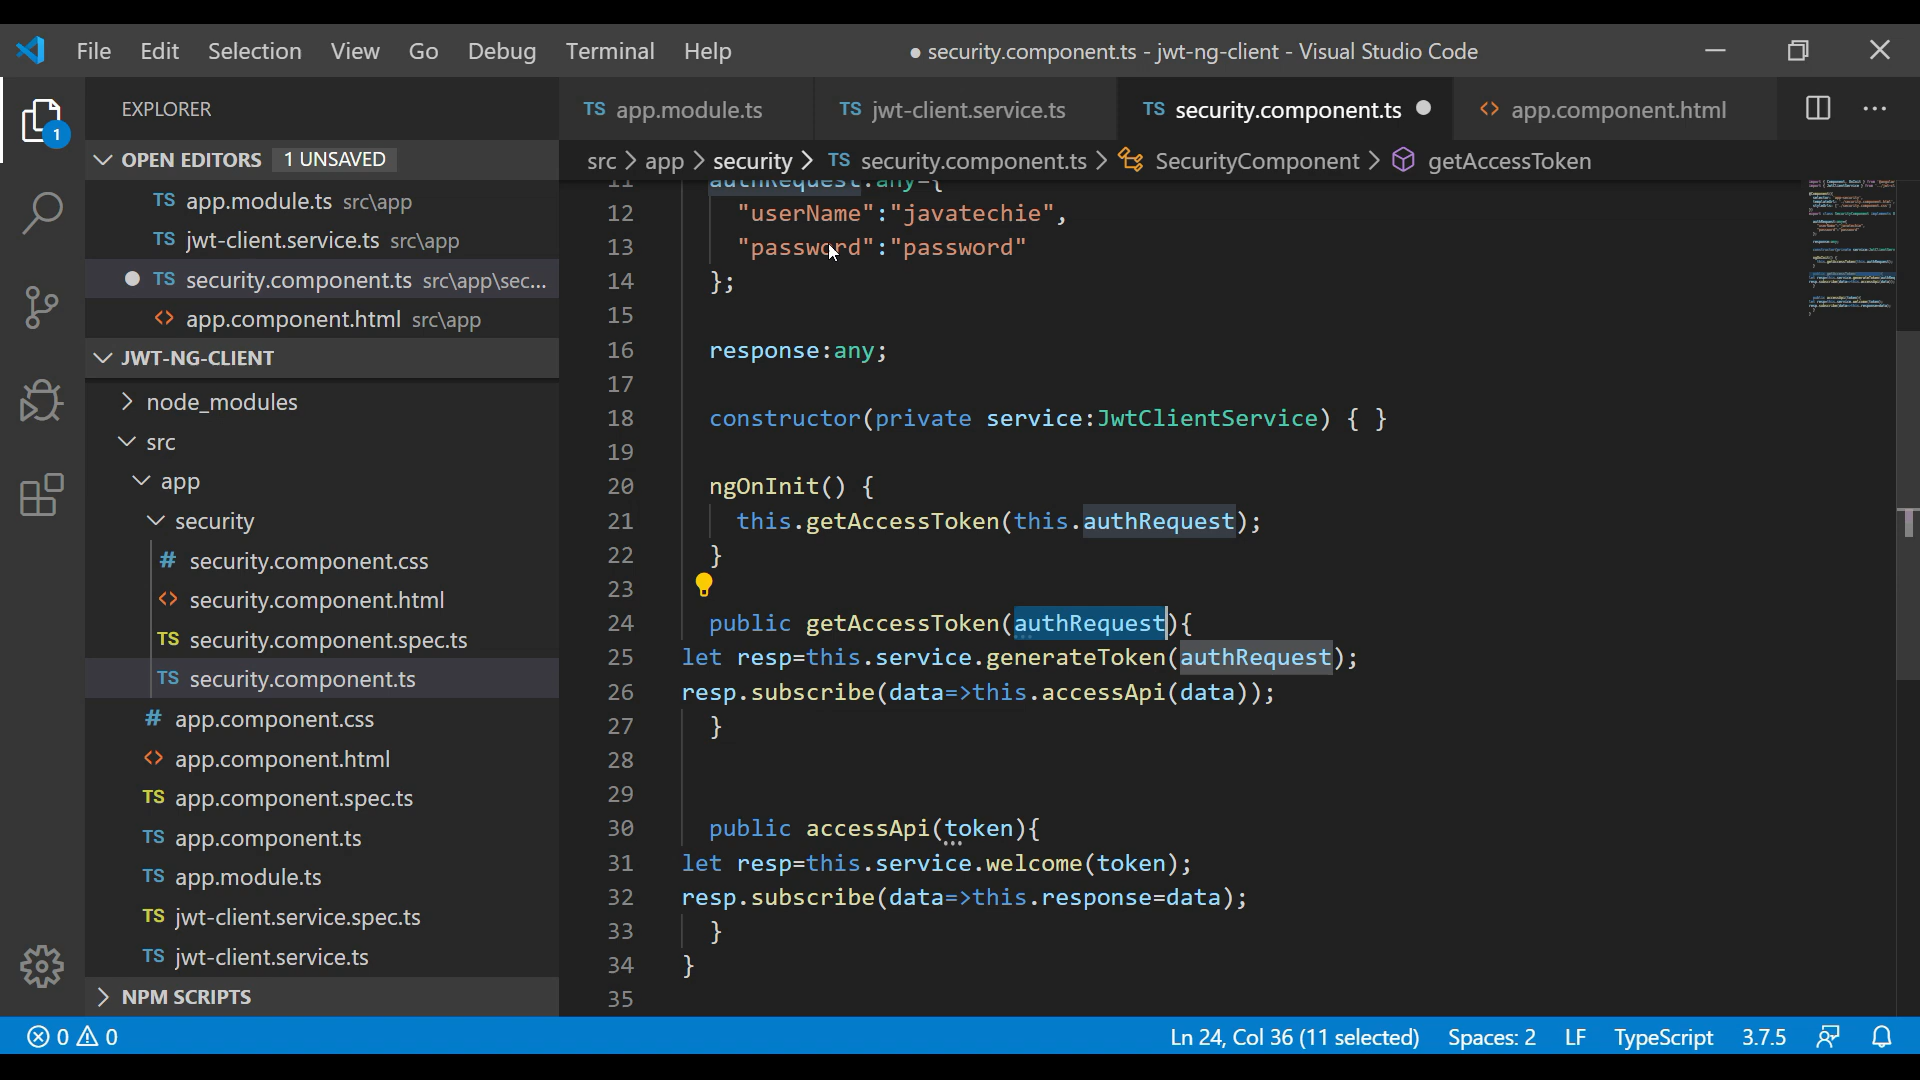 File Edit Selection View Go Debug Terminal Help
● security.component.ts - jwt-ng-client - Visual Studio Code
EXPLORER
OPEN EDITORS 1 UNSAVED
TS app.module.ts src\app
TS jwt-client.service.ts src\app
TS security.component.ts src\app\sec...
<> app.component.html src\app
JWT-NG-CLIENT
node_modules
src
app
security
# security.component.css
<> security.component.html
TS security.component.spec.ts
TS security.component.ts
# app.component.css
<> app.component.html
TS app.component.spec.ts
TS app.component.ts
TS app.module.ts
TS jwt-client.service.spec.ts
TS jwt-client.service.ts
NPM SCRIPTS
1
TS app.module.ts TS jwt-client.service.ts TS security.component.ts <> app.component.html
src > app > security > TS security.component.ts > SecurityComponent > getAccessToken
11 authRequest:any={
12 "userName":"javatechie",
13 "password":"password"
14 };
15
16 response:any;
17
18 constructor(private service:JwtClientService) { }
19
20 ngOnInit() {
21 this.getAccessToken(this.authRequest);
22 }
23
24 public getAccessToken(authRequest){
25 let resp=this.service.generateToken(authRequest);
26 resp.subscribe(data=>this.accessApi(data));
27 }
28
29
30 public accessApi(token){
31 let resp=this.service.welcome(token);
32 resp.subscribe(data=>this.response=data);
33 }
34 }
35
0 0 Ln 24, Col 36 (11 selected) Spaces: 2 LF TypeScript 3.7.5